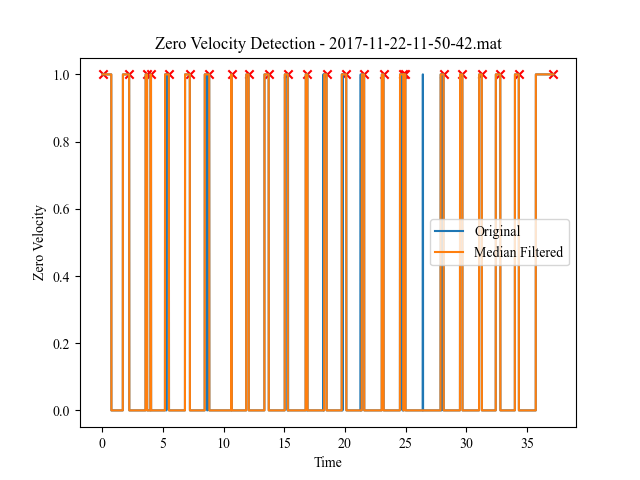 Zero Velocity Detection - 2017-11-22-11-50-42.mat
1.0
0.8
0.6
0.4
0.2
0.0
Zero Velocity
Original
Median Filtered
0 5 10 15 20 25 30 35
Time